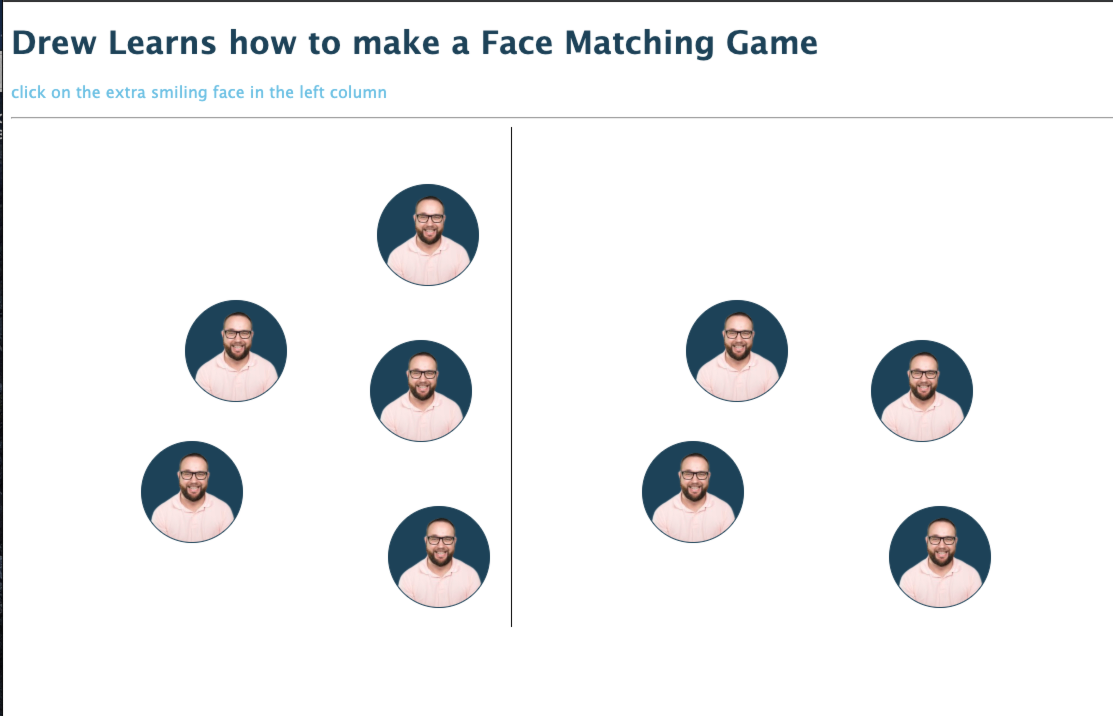 Drew Learns how to make a Face Matching Game
click on the extra smiling face in the left column